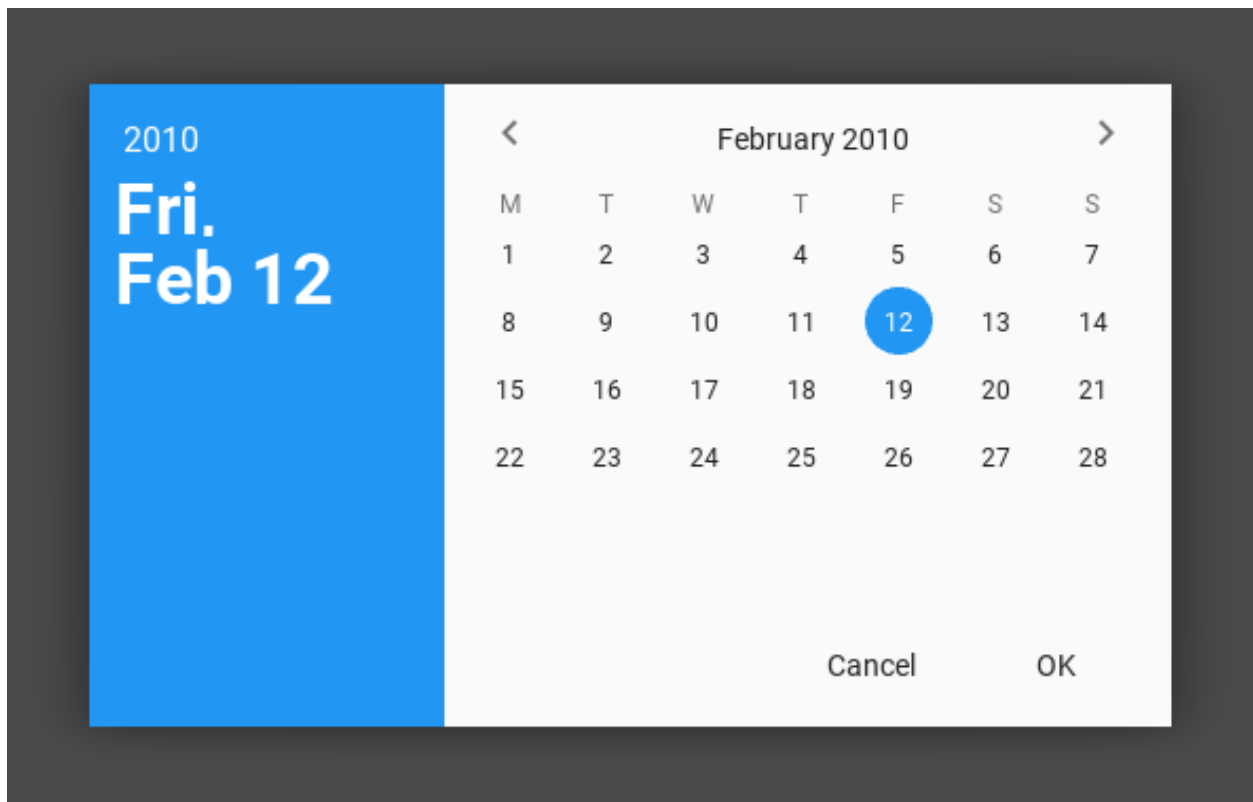 2010
Fri,
Feb 12
February 2010
M T W T F S S
1 2 3 4 5 6 7
8 9 10 11 12 13 14
15 16 17 18 19 20 21
22 23 24 25 26 27 28
Cancel OK